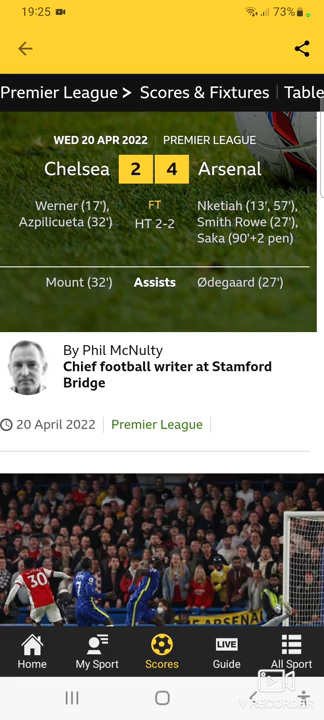 19:25 73%
Premier League > Scores & Fixtures Table
WED 20 APR 2022 PREMIER LEAGUE
Chelsea 2 4 Arsenal
Werner (17'), FT Nketiah (13', 57'),
Azpilicueta (32') HT 2-2 Smith Rowe (27'),
Saka (90'+2 pen)
Mount (32') Assists Ødegaard (27')
By Phil McNulty
Chief football writer at Stamford
Bridge
20 April 2022 Premier League
30 7
ARSENAL
LIVE
Home My Sport Scores Guide All Sport
V RECORDER